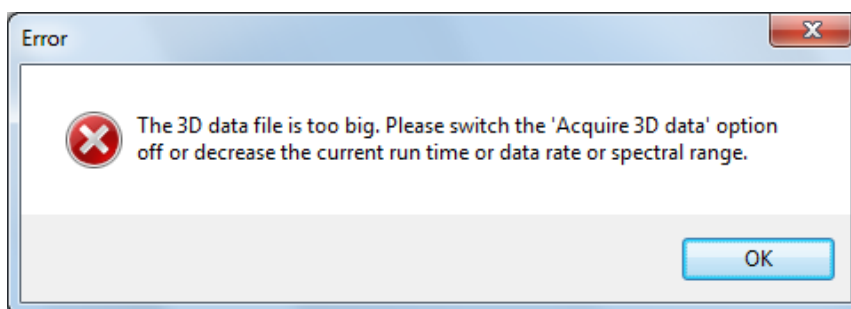 Error
The 3D data file is too big. Please switch the 'Acquire 3D data' option
off or decrease the current run time or data rate or spectral range.
OK